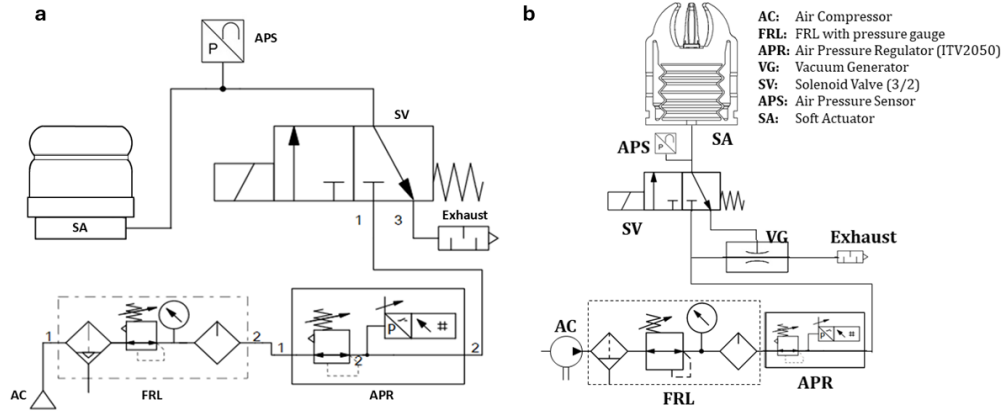 a
APS
P
SV
SA
1
3
Exhaust
1
2
1
2
2
P
#
AC
FRL
APR
b
AC: Air Compressor
FRL: FRL with pressure gauge
APR: Air Pressure Regulator (ITV2050)
VG: Vacuum Generator
SV: Solenoid Valve (3/2)
APS: Air Pressure Sensor
SA: Soft Actuator
SA
APS
P
SV
VG
Exhaust
AC
P
#
FRL
APR